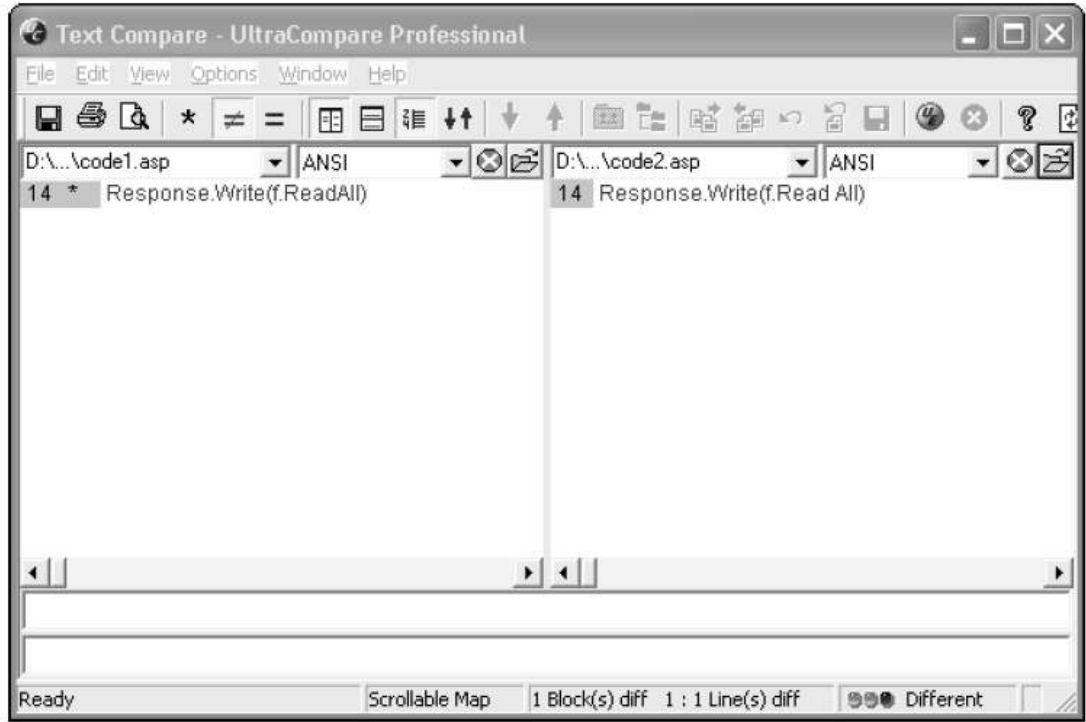 Text Compare - UltraCompare Professional
File Edit View Options Window Help
D:\...\code1.asp ANSI D:\...\code2.asp ANSI
14 * Response.Write(f.ReadAll) 14 Response.Write(f.Read All)
Ready Scrollable Map 1 Block(s) diff 1 : 1 Line(s) diff Different